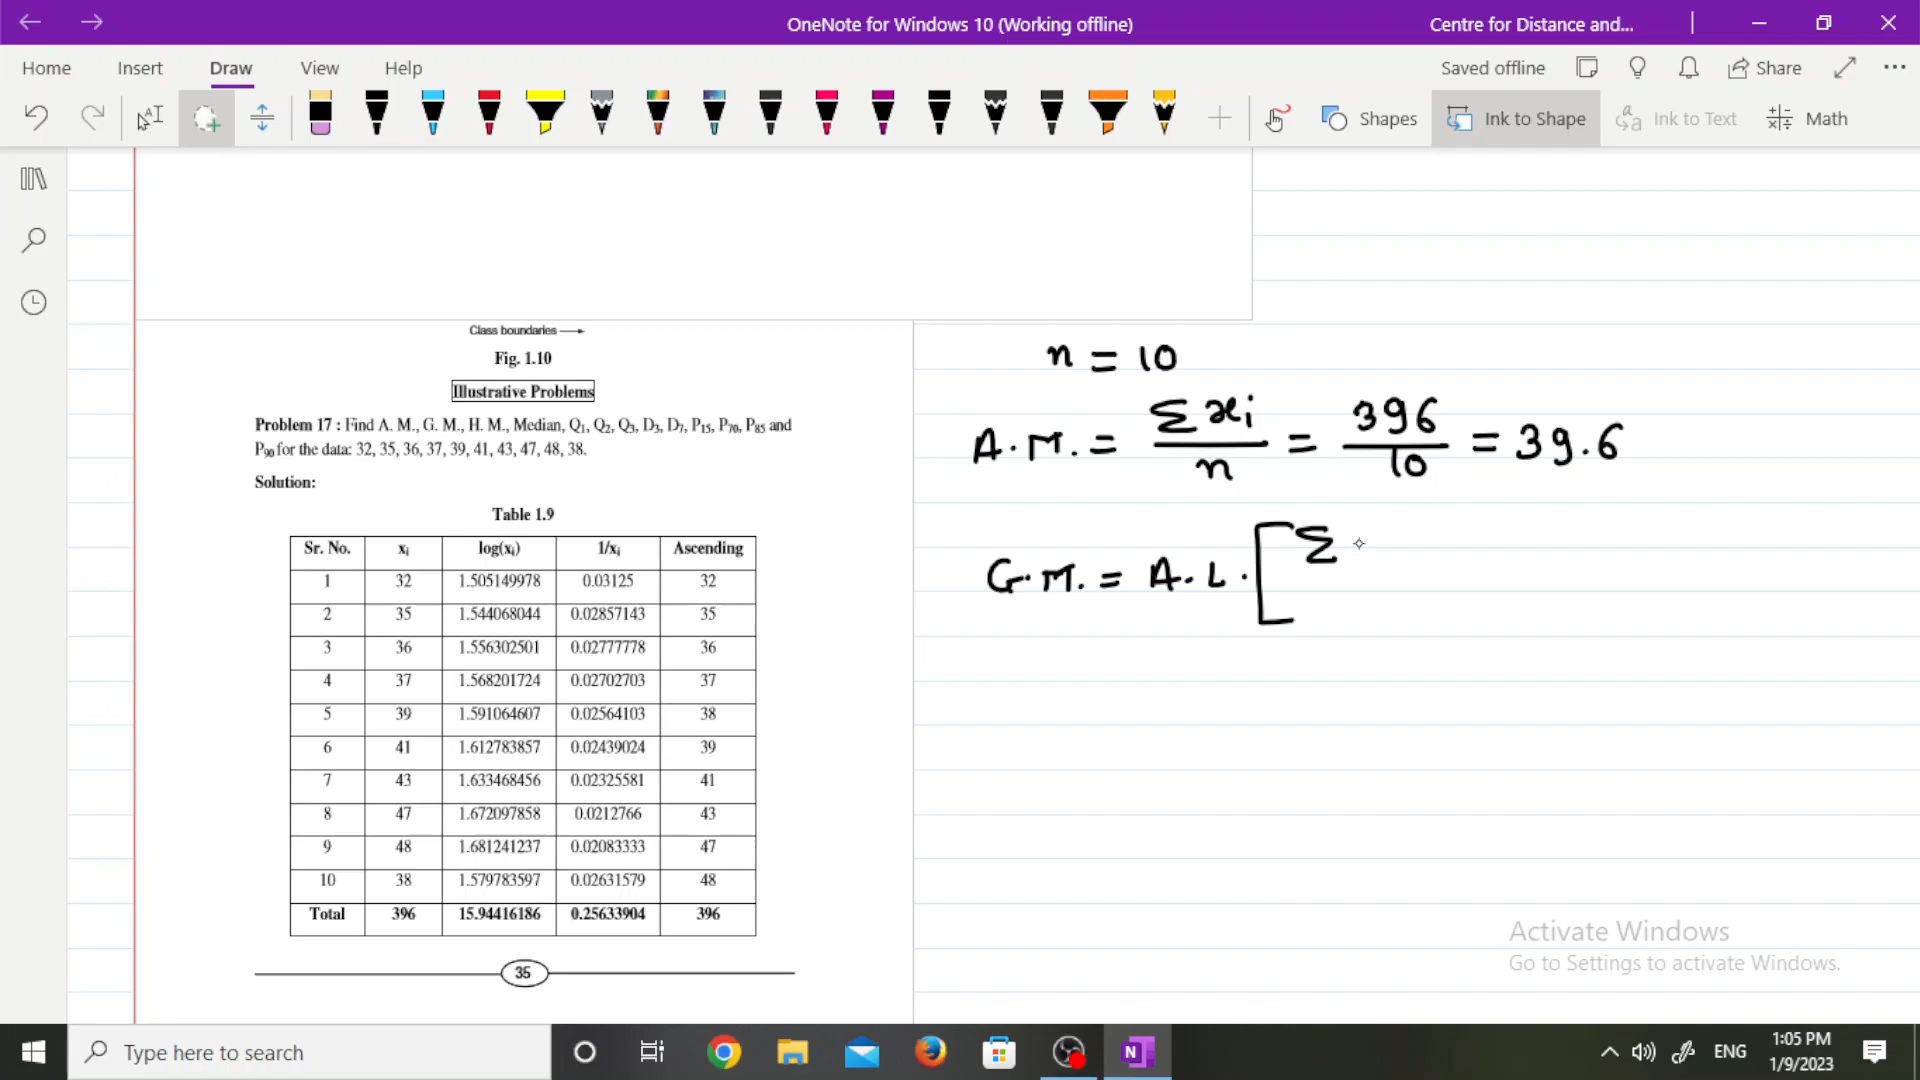 OneNote for Windows 10 (Working offline)
Centre for Distance and...
Home Insert Draw View Help
Saved offline
Share
Shapes
Ink to Shape
Ink to Text
Math
Class boundaries
Fig. 1.10
Illustrative Problems
Problem 17 : Find A. M., G. M., H. M., Median, Q₁, Q₂, Q₃, D₃, D₇, P₁₅, P₇₀, P₈₅ and
P₉₀ for the data: 32, 35, 36, 37, 39, 41, 43, 47, 48, 38.
Solution:
Table 1.9
Sr. No. xᵢ log(xᵢ) 1/xᵢ Ascending
1 32 1.505149978 0.03125 32
2 35 1.544068044 0.02857143 35
3 36 1.556302501 0.02777778 36
4 37 1.568201724 0.02702703 37
5 39 1.591064607 0.02564103 38
6 41 1.612783857 0.02439024 39
7 43 1.633468456 0.02325581 41
8 47 1.672097858 0.0212766 43
9 48 1.681241237 0.02083333 47
10 38 1.579783597 0.02631579 48
Total 396 15.94416186 0.25633904 396
35
n = 10
A.M. = Σxi / n = 396 / 10 = 39.6
G.M. = A.L. [ Σ
Activate Windows
Go to Settings to activate Windows.
Type here to search
ENG
1:05 PM
1/9/2023